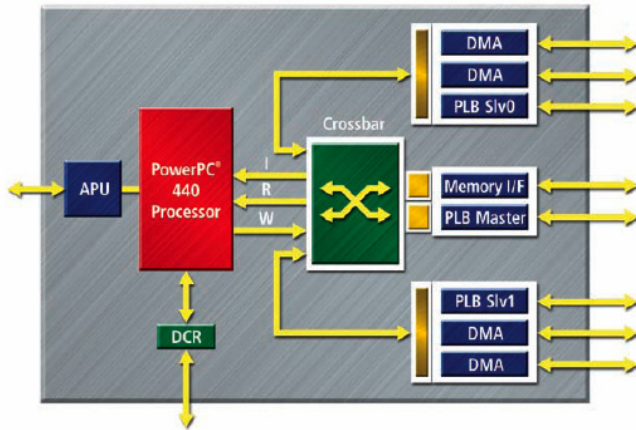 DMA
DMA
PLB Slv0
Crossbar
I
R
W
PowerPC®
440
Processor
APU
Memory I/F
PLB Master
PLB Slv1
DMA
DMA
DCR